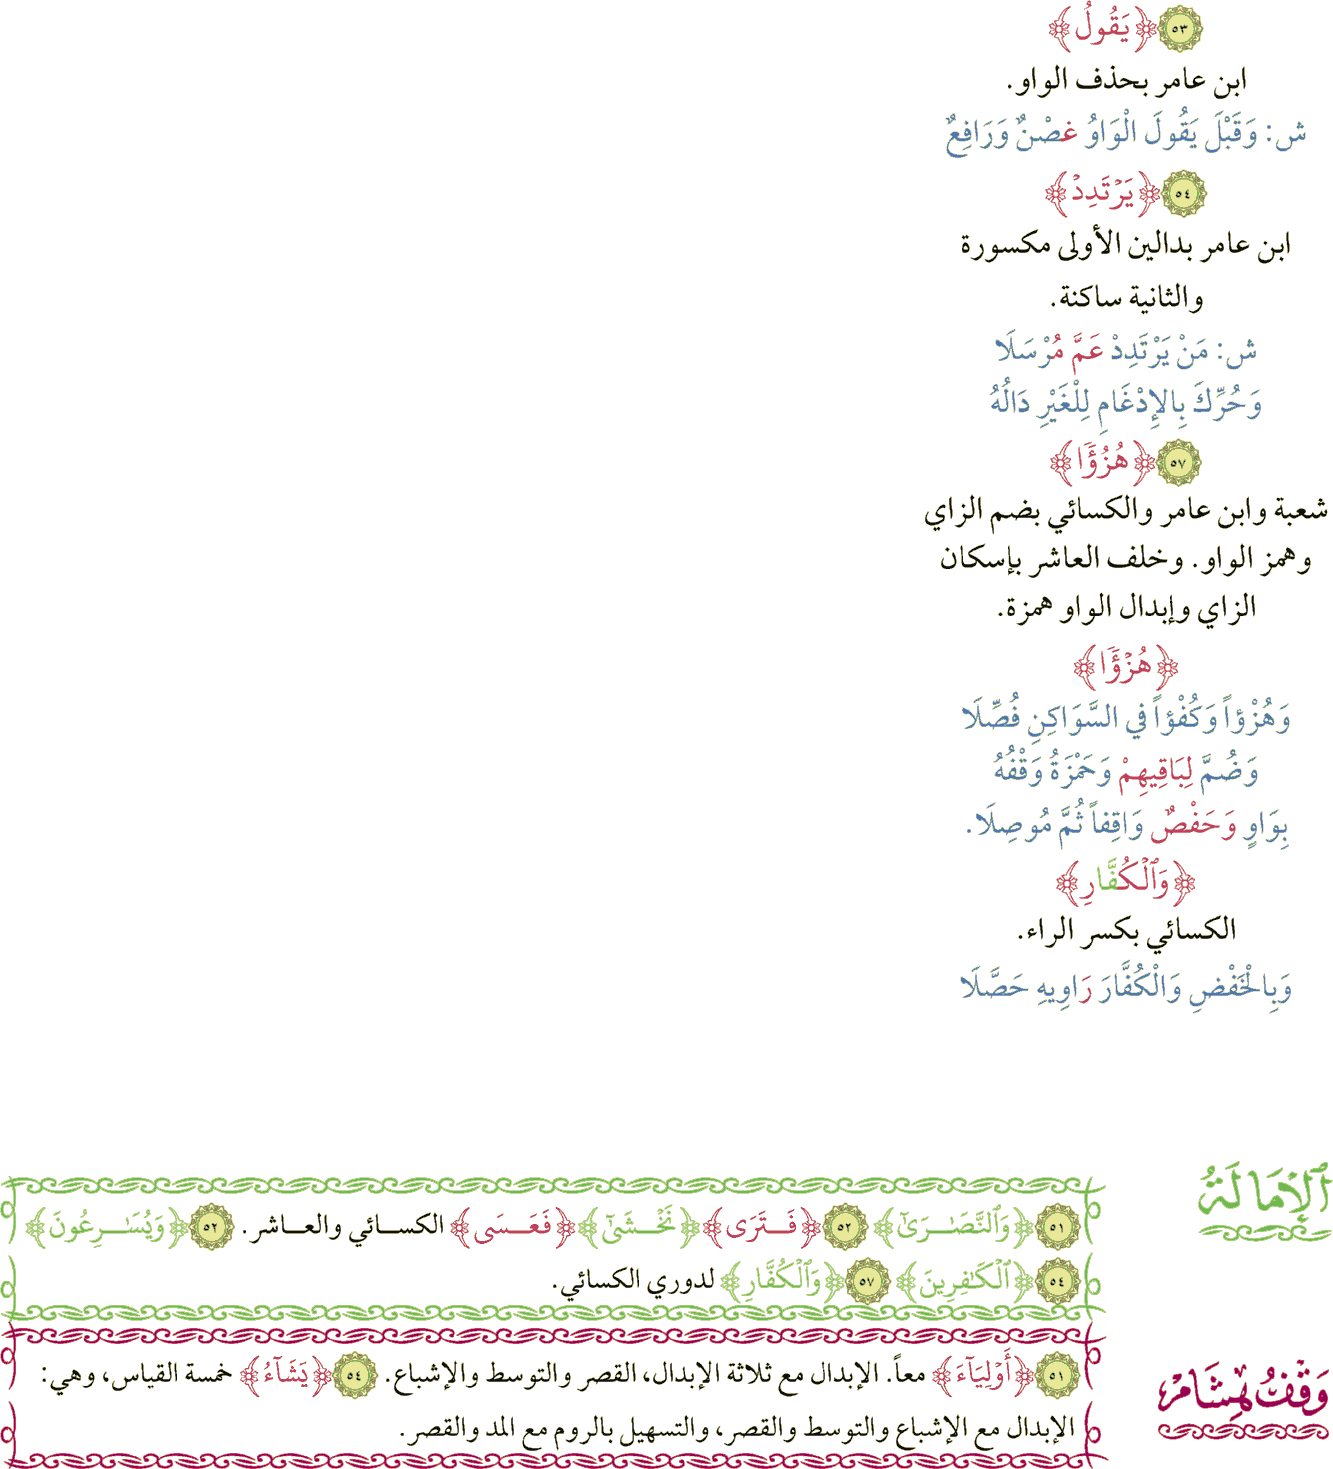 ٥٣ ﴿يَقُولُ﴾
ابن عامر بحذف الواو.
ش: وَقَبْلَ يَقُولَ الْوَاوُ غصْنٌ وَرَافِعٌ
٥٤ ﴿يَرْتَدِدْ﴾
ابن عامر بدالين الأولى مكسورة
والثانية ساكنة.
ش: مَنْ يَرْتَدِدْ عَمَّ مُرْسَلَا
وَحُرِّكَ بِالإِدْغَامِ لِلْغَيْرِ دَالُهُ
٥٧ ﴿هُزُؤًا﴾
شعبة وابن عامر والكسائي بضم الزاي
وهمز الواو. وخلف العاشر بإسكان
الزاي وإبدال الواو همزة.
﴿هُزْؤًا﴾
وَهُزْؤاً وَكُفْؤاً في السَّوَاكِنِ فُصِّلَا
وَضُمَّ لِبَاقِيهِمْ وَحَمْزَةُ وَقْفُهُ
بِوَاوٍ وَحَفْصٌ وَاقِفاً ثُمَّ مُوصِلَا.
﴿وَٱلْكُفَّارِ﴾
الكسائي بكسر الراء.
وَبِالْخَفْضِ وَالْكُفَّارَ رَاوِيهِ حَصَّلَا
ٱلْإِمَالَةُ
٥١ ﴿وَٱلنَّصَٰرَىٰٓ﴾ ٥٢ ﴿فَتَرَى﴾ ﴿نَخْشَىٰٓ﴾ ﴿فَعَسَى﴾ الكسائي والعاشر. ٥٢ ﴿وَيُسَٰرِعُونَ﴾
٥٤ ﴿ٱلْكَٰفِرِينَ﴾ ٥٧ ﴿وَٱلْكُفَّارِ﴾ لدوري الكسائي.
وَقْفُ هِشَامٍ
٥١ ﴿أَوْلِيَآءَ﴾ معاً. الإبدال مع ثلاثة الإبدال، القصر والتوسط والإشباع. ٥٤ ﴿يَشَآءُ﴾ خمسة القياس، وهي:
الإبدال مع الإشباع والتوسط والقصر، والتسهيل بالروم مع المد والقصر.